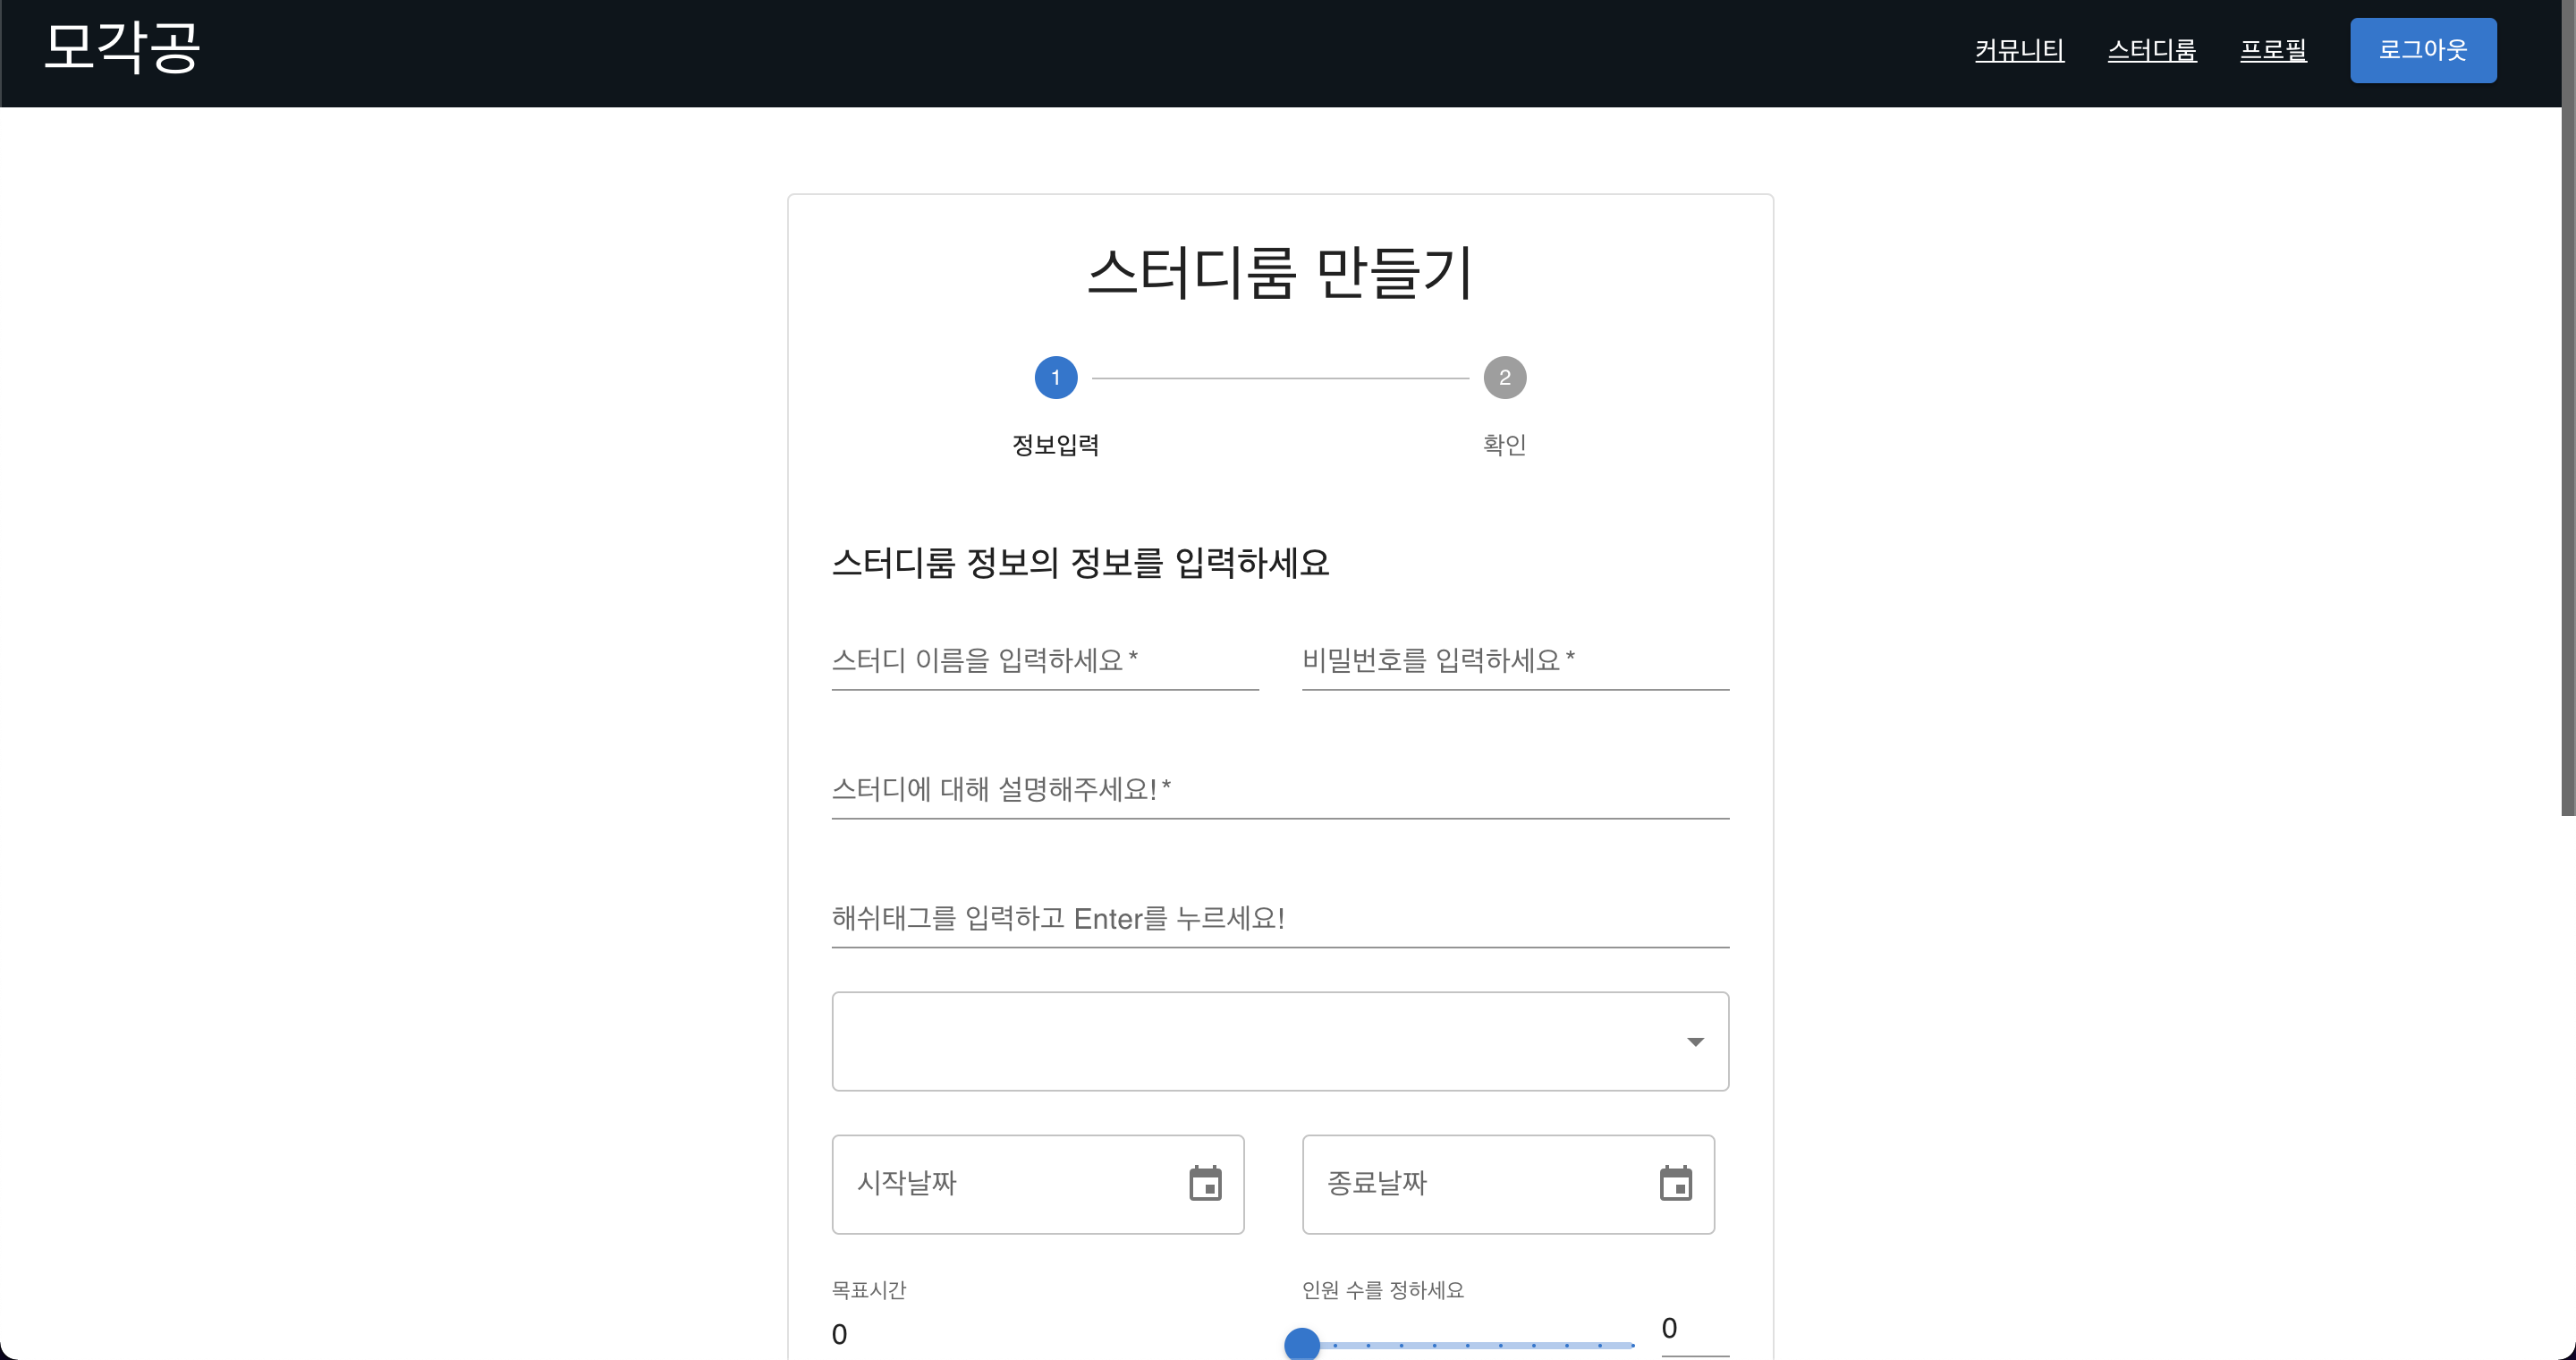 모각공
커뮤니티 스터디룸 프로필 로그아웃
스터디룸 만들기
1 2
정보입력 확인
스터디룸 정보의 정보를 입력하세요
스터디 이름을 입력하세요 * 비밀번호를 입력하세요 *
스터디에 대해 설명해주세요! *
해쉬태그를 입력하고 Enter를 누르세요!
시작날짜 종료날짜
목표시간 인원 수를 정하세요
0 0